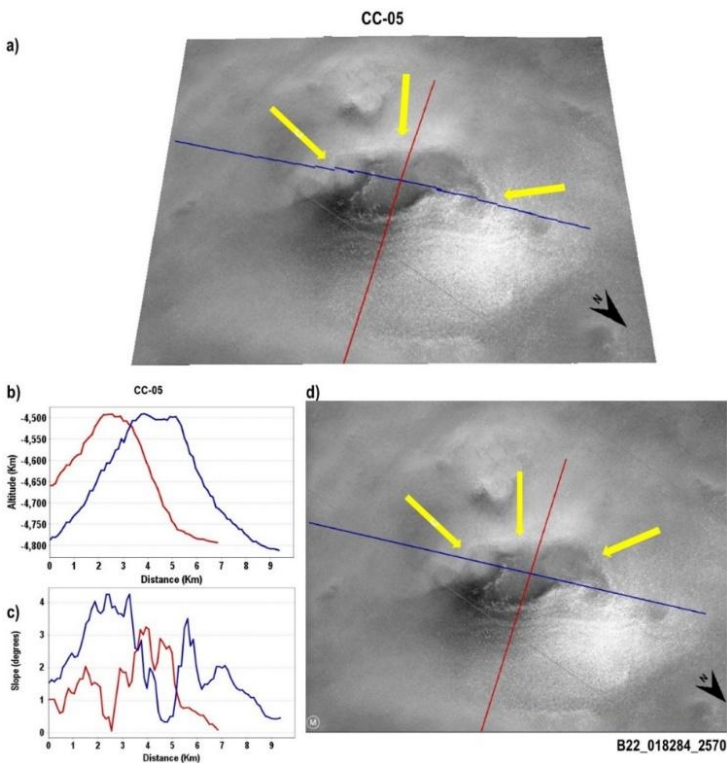 CC-05
a)
N
b)
CC-05
-4,500
-4,550
-4,600
-4,650
-4,700
-4,750
-4,800
Altitude (Km)
0 1 2 3 4 5 6 7 8 9
Distance (Km)
c)
4
3
2
1
0
Slope (degrees)
0 1 2 3 4 5 6 7 8 9
Distance (Km)
d)
N
M
B22_018284_2570